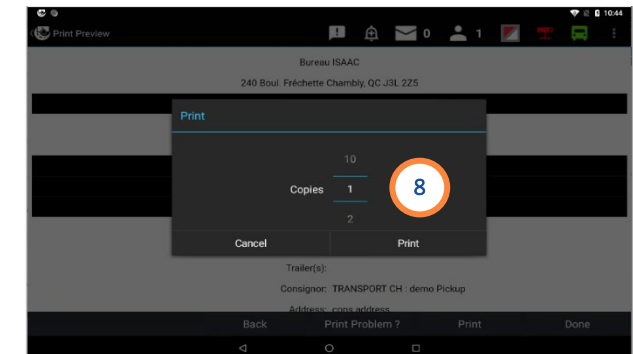 10:44
Print Preview 0 1
Bureau ISAAC
240 Boul. Fréchette Chambly, QC J3L 2Z5
Print
10
Copies 1 8
2
Cancel Print
Trailer(s):
Consignor: TRANSPORT CH : demo Pickup
Address: cons address
Back Print Problem ? Print Done